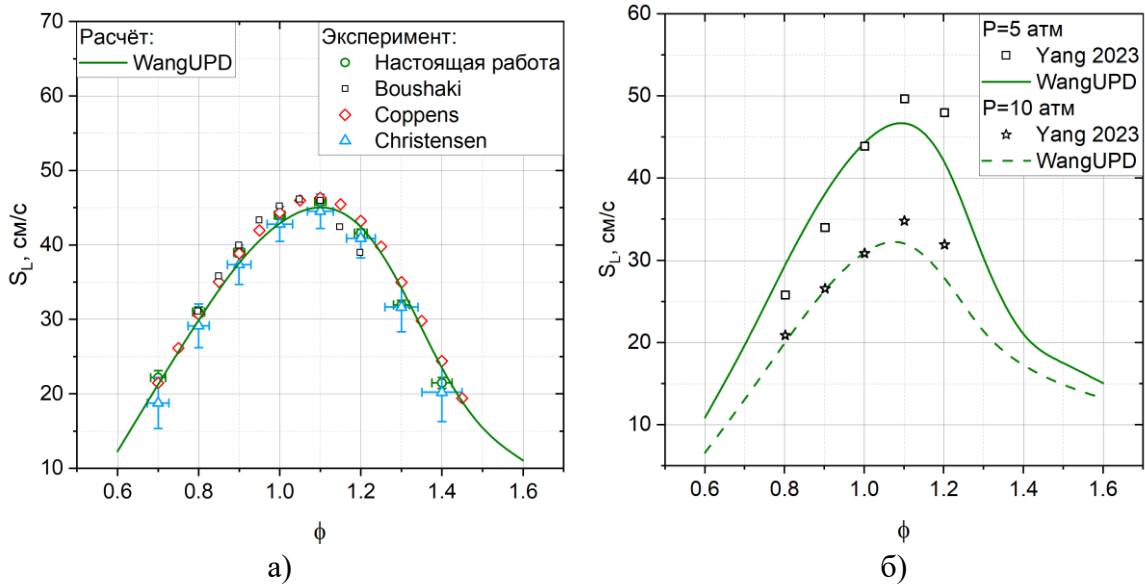 70
60
50
40
30
20
10
S_L, см/с
Расчёт:
WangUPD
Эксперимент:
Настоящая работа
Boushaki
Coppens
Christensen
0.6 0.8 1.0 1.2 1.4 1.6
ϕ
а)
60
50
40
30
20
10
S_L, см/с
P=5 атм
Yang 2023
WangUPD
P=10 атм
Yang 2023
WangUPD
0.6 0.8 1.0 1.2 1.4 1.6
ϕ
б)